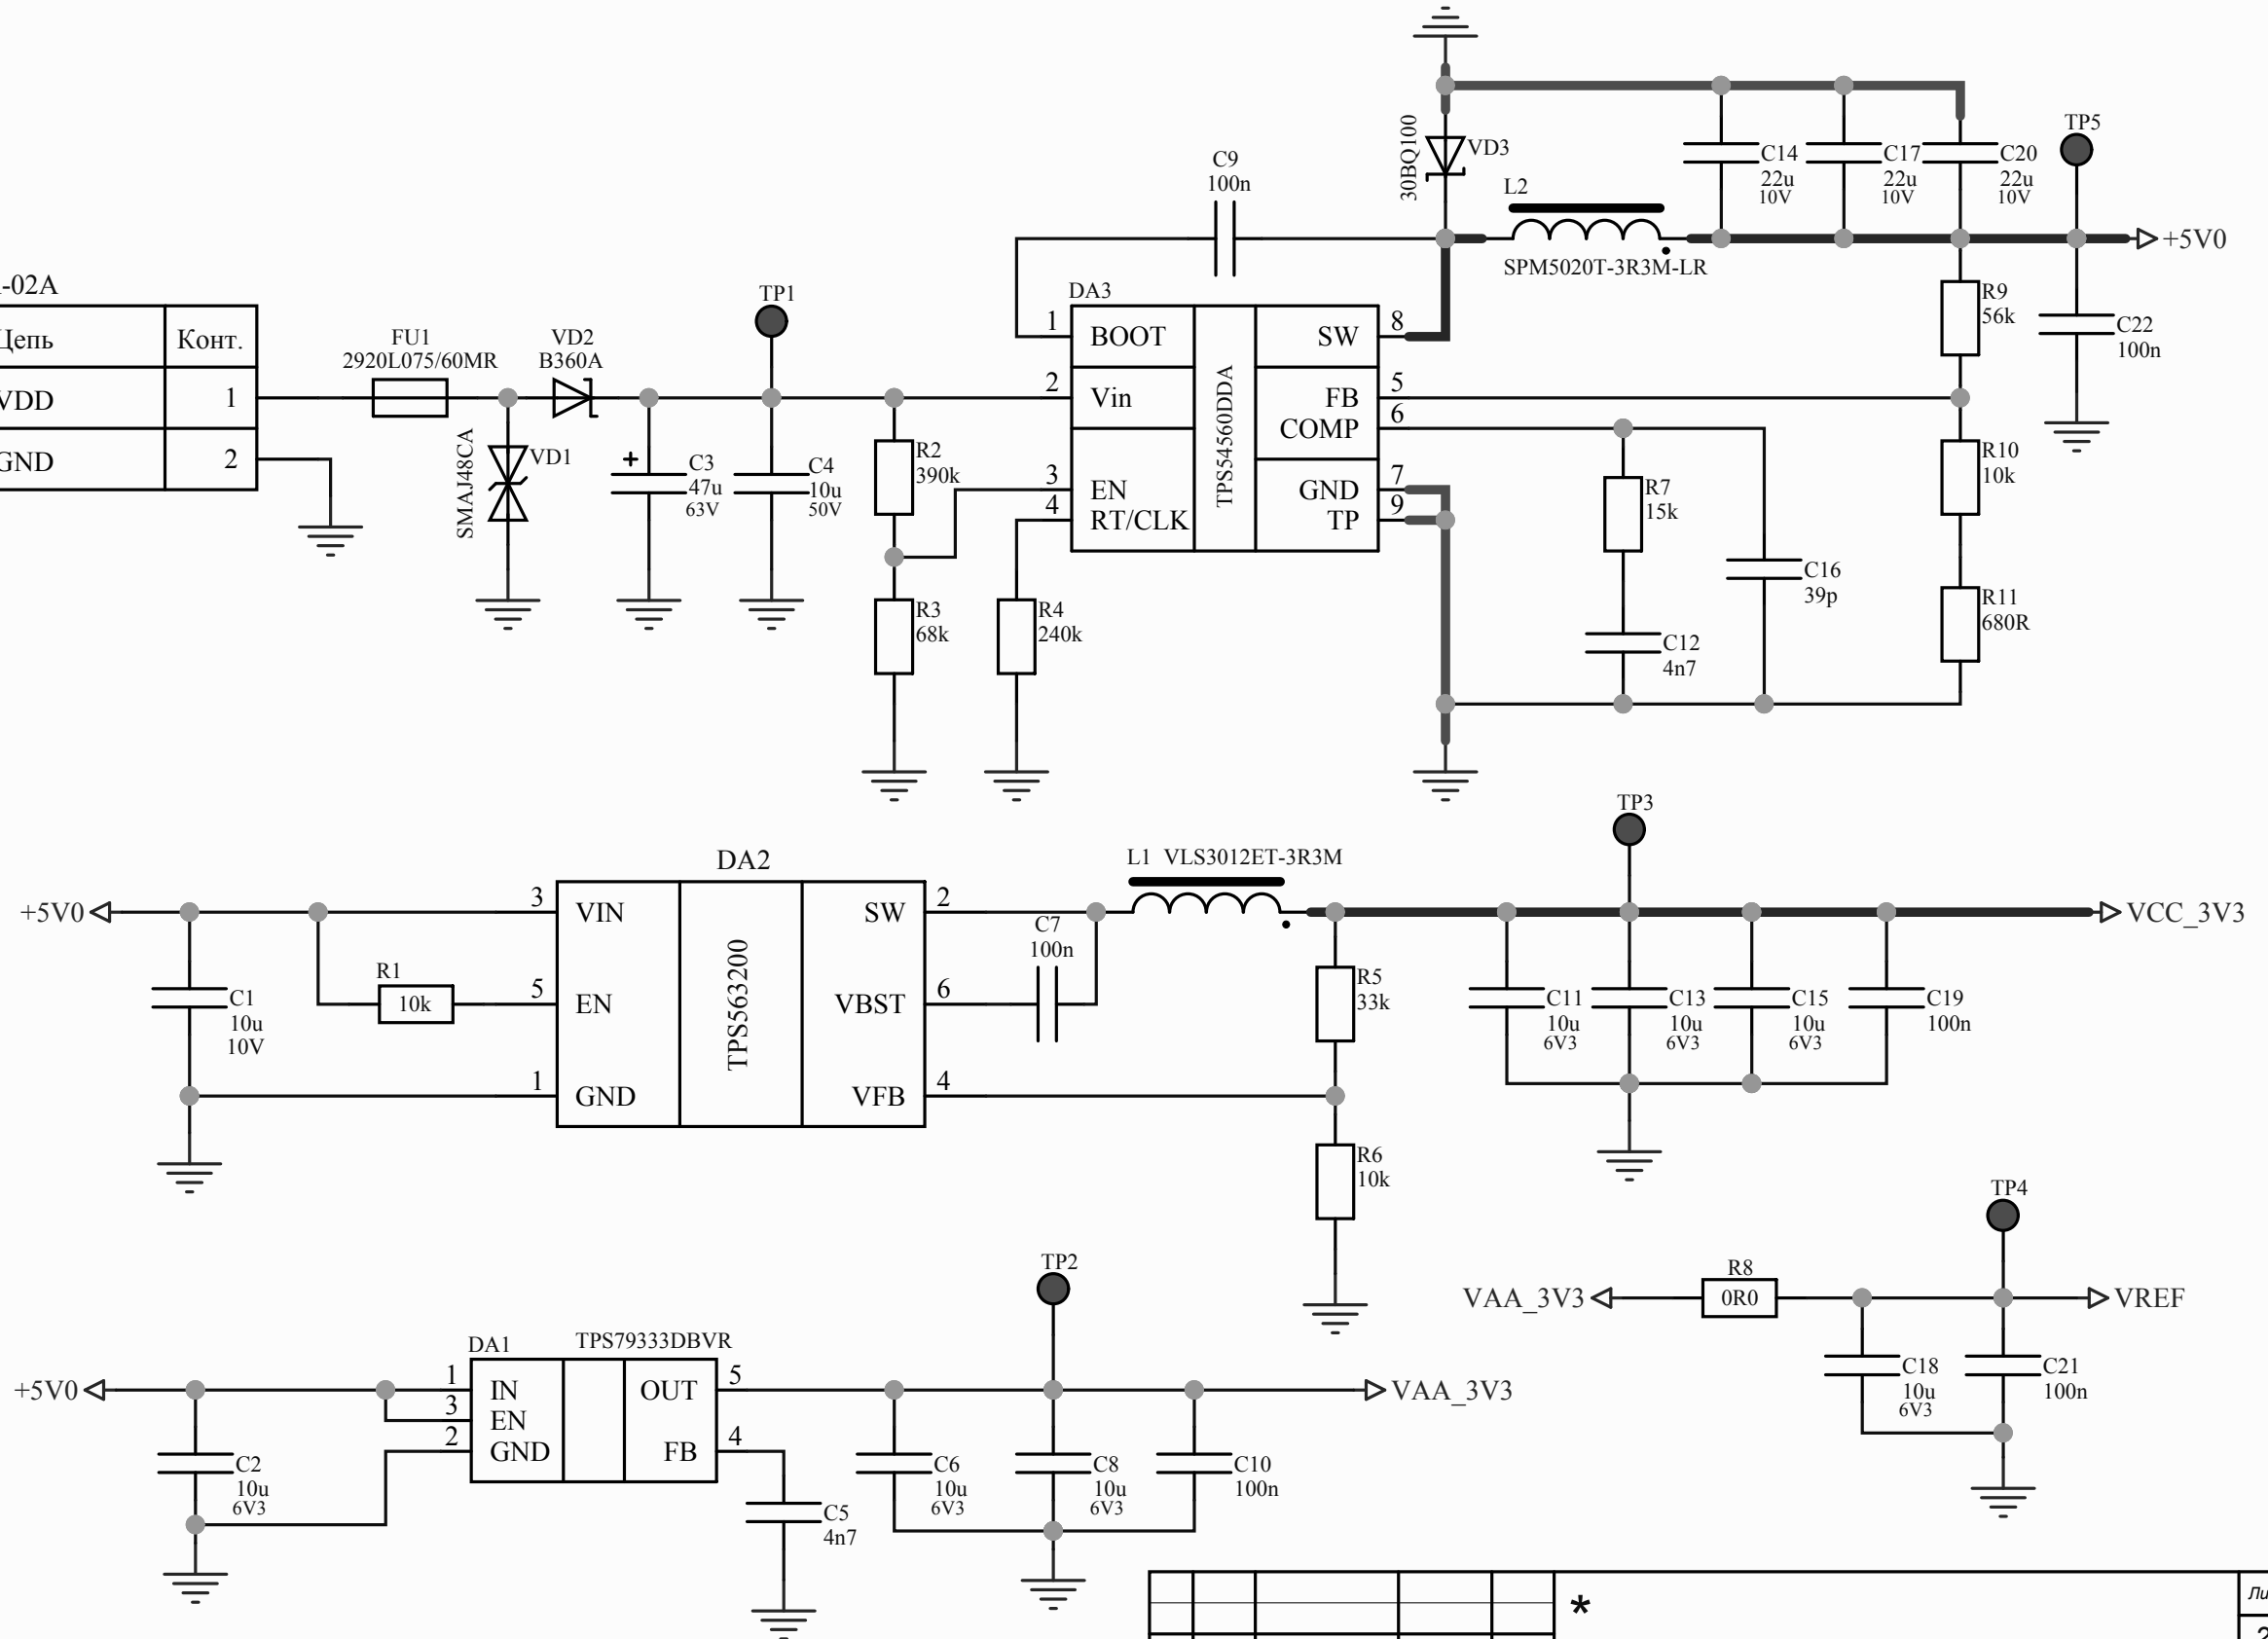 TP5
C14
22u
10V
C17
22u
10V
C20
22u
10V
30BQ100
VD3
C9
100n
L2
SPM5020T-3R3M-LR
+5V0
-02A
Цепь
Конт.
VDD
1
GND
2
FU1
2920L075/60MR
VD2
B360A
TP1
SMAJ48CA
VD1
+
C3
47u
63V
C4
10u
50V
R2
390k
R3
68k
R4
240k
DA3
1
BOOT
2
Vin
3
EN
4
RT/CLK
TPS54560DDA
SW
8
FB
5
COMP
6
GND
7
TP
9
R7
15k
C12
4n7
C16
39p
R9
56k
R10
10k
R11
680R
C22
100n
DA2
+5V0
3
VIN
SW
2
C1
10u
10V
R1
10k
5
EN
TPS563200
VBST
6
1
GND
VFB
4
C7
100n
L1 VLS3012ET-3R3M
TP3
VCC_3V3
R5
33k
R6
10k
C11
10u
6V3
C13
10u
6V3
C15
10u
6V3
C19
100n
DA1
TPS79333DBVR
+5V0
1
IN
OUT
5
3
EN
2
GND
FB
4
C2
10u
6V3
C5
4n7
TP2
VAA_3V3
C6
10u
6V3
C8
10u
6V3
C10
100n
TP4
VAA_3V3
R8
0R0
VREF
C18
10u
6V3
C21
100n
*